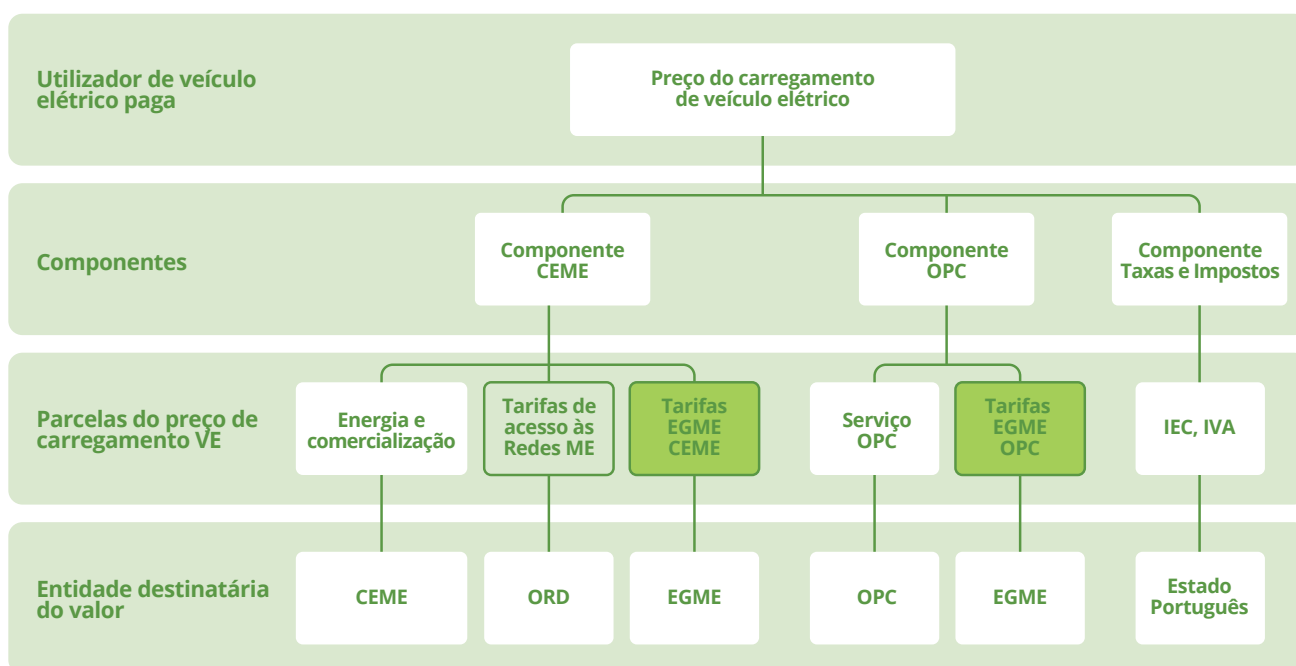 Utilizador de veículo
elétrico paga
Preço do carregamento
de veículo elétrico
Componentes
Componente
CEME
Componente
OPC
Componente
Taxas e Impostos
Parcelas do preço de
carregamento VE
Energia e
comercialização
Tarifas de
acesso às
Redes ME
Tarifas
EGME
CEME
Serviço
OPC
Tarifas
EGME
OPC
IEC, IVA
Entidade destinatária
do valor
CEME
ORD
EGME
OPC
EGME
Estado
Português